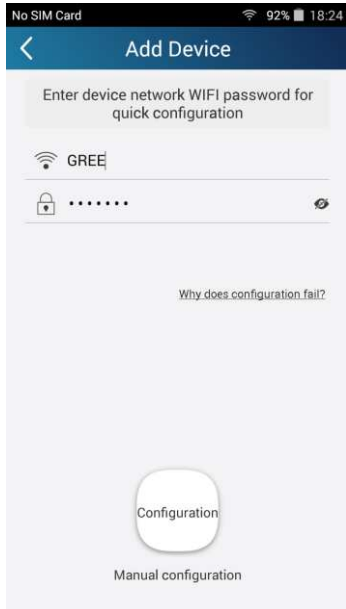 No SIM Card 92% 18:24
Add Device
Enter device network WIFI password for
quick configuration
GREE
•••••••
Why does configuration fail?
Configuration
Manual configuration